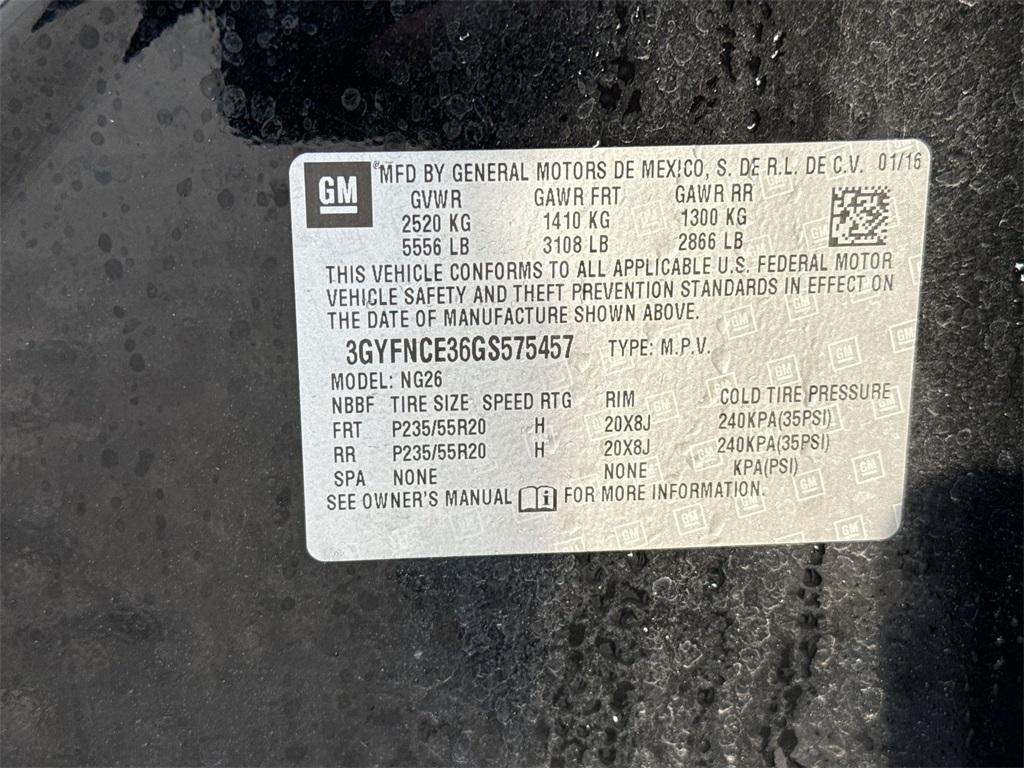 GM
MFD BY GENERAL MOTORS DE MEXICO, S. DE R.L. DE C.V. 01/16
GVWR GAWR FRT GAWR RR
2520 KG 1410 KG 1300 KG
5556 LB 3108 LB 2866 LB
THIS VEHICLE CONFORMS TO ALL APPLICABLE U.S. FEDERAL MOTOR
VEHICLE SAFETY AND THEFT PREVENTION STANDARDS IN EFFECT ON
THE DATE OF MANUFACTURE SHOWN ABOVE.
3GYFNCE36GS575457 TYPE: M.P.V.
MODEL: NG26
NBBF TIRE SIZE SPEED RTG RIM COLD TIRE PRESSURE
FRT P235/55R20 H 20X8J 240KPA(35PSI)
RR P235/55R20 H 20X8J 240KPA(35PSI)
SPA NONE NONE KPA(PSI)
SEE OWNER'S MANUAL FOR MORE INFORMATION.